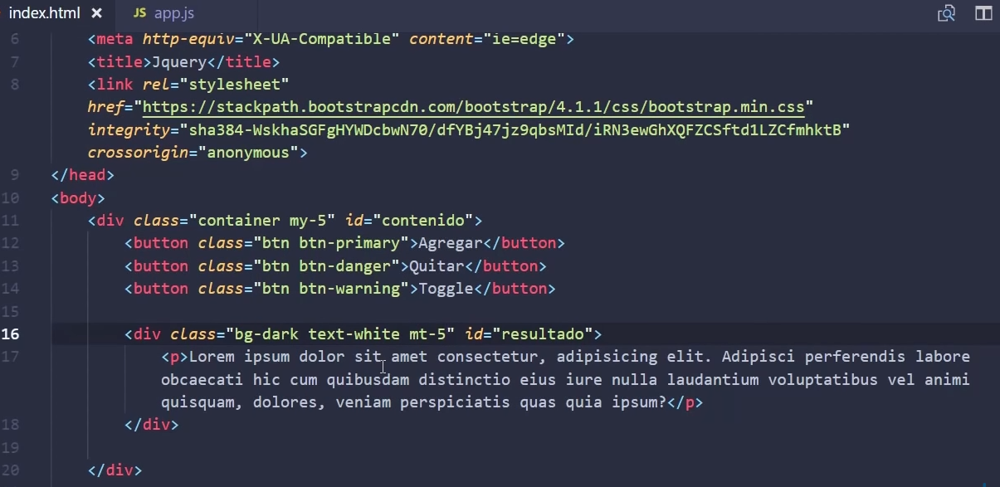 index.html × JS app.js
6 <meta http-equiv="X-UA-Compatible" content="ie=edge">
7 <title>Jquery</title>
8 <link rel="stylesheet"
href="https://stackpath.bootstrapcdn.com/bootstrap/4.1.1/css/bootstrap.min.css"
integrity="sha384-WskhaSGFgHYWDcbwN70/dfYBj47jz9qbsMId/iRN3ewGhXQFZCSftd1LZCfmhktB"
crossorigin="anonymous">
9 </head>
10 <body>
11 <div class="container my-5" id="contenido">
12 <button class="btn btn-primary">Agregar</button>
13 <button class="btn btn-danger">Quitar</button>
14 <button class="btn btn-warning">Toggle</button>
15
16 <div class="bg-dark text-white mt-5" id="resultado">
17 <p>Lorem ipsum dolor sit amet consectetur, adipisicing elit. Adipisci perferendis labore
obcaecati hic cum quibusdam distinctio eius iure nulla laudantium voluptatibus vel animi
quisquam, dolores, veniam perspiciatis quas quia ipsum?</p>
18 </div>
19
20 </div>